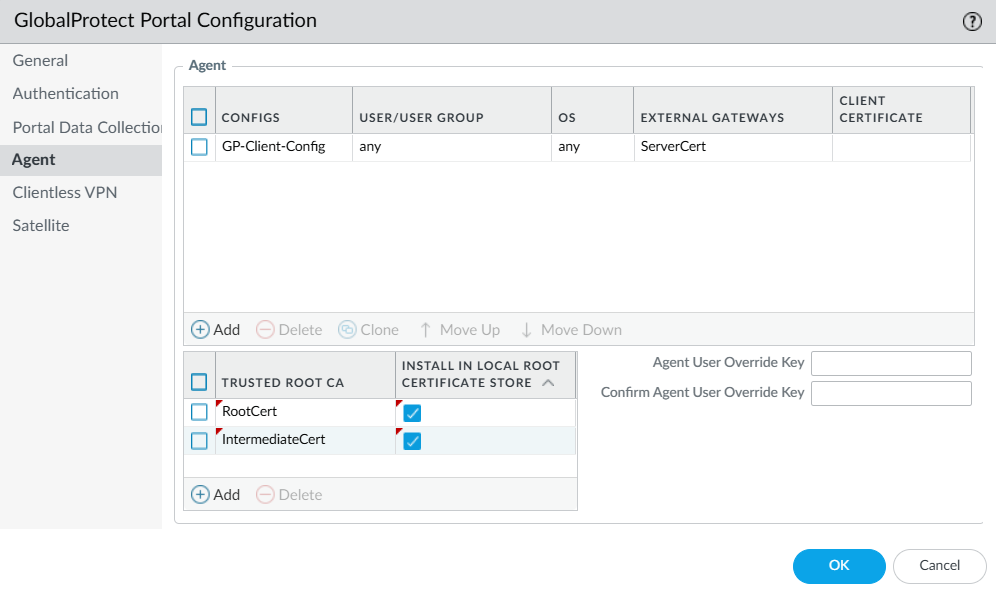 GlobalProtect Portal Configuration
General
Authentication
Portal Data Collectio
Agent
Clientless VPN
Satellite
Agent
CONFIGS USER/USER GROUP OS EXTERNAL GATEWAYS CLIENT CERTIFICATE
GP-Client-Config any any ServerCert
Add Delete Clone Move Up Move Down
TRUSTED ROOT CA INSTALL IN LOCAL ROOT CERTIFICATE STORE
RootCert
IntermediateCert
Add Delete
Agent User Override Key
Confirm Agent User Override Key
OK Cancel